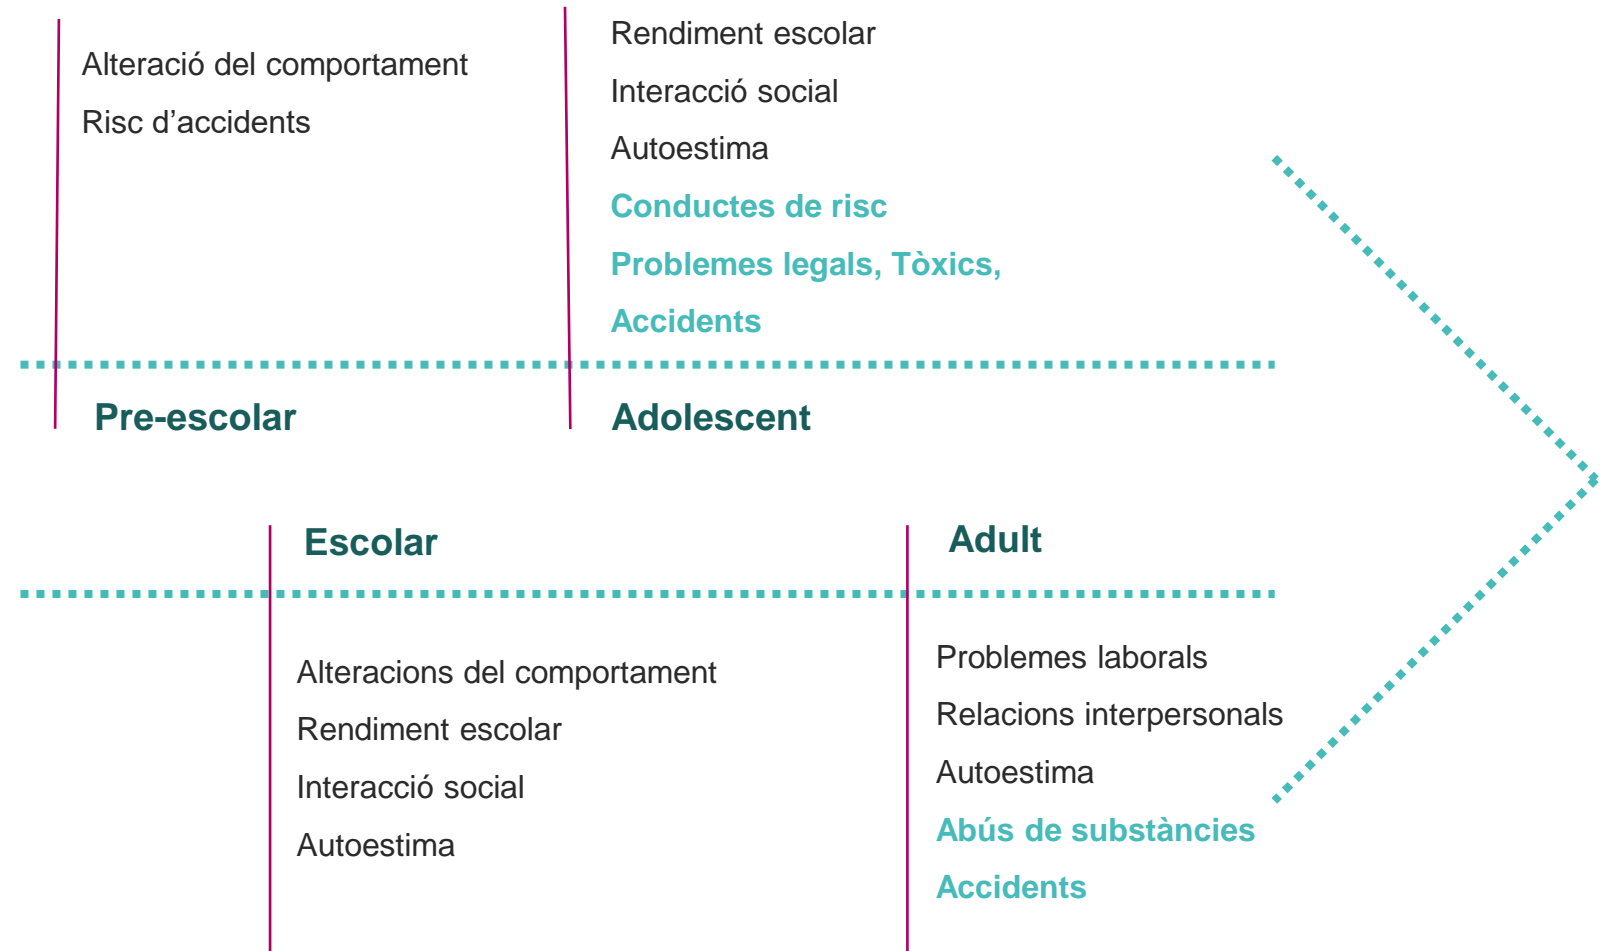 Alteració del comportament
Risc d’accidents
Rendiment escolar
Interacció social
Autoestima
Conductes de risc
Problemes legals, Tòxics,
Accidents
Pre-escolar
Adolescent
Escolar
Adult
Alteracions del comportament
Rendiment escolar
Interacció social
Autoestima
Problemes laborals
Relacions interpersonals
Autoestima
Abús de substàncies
Accidents